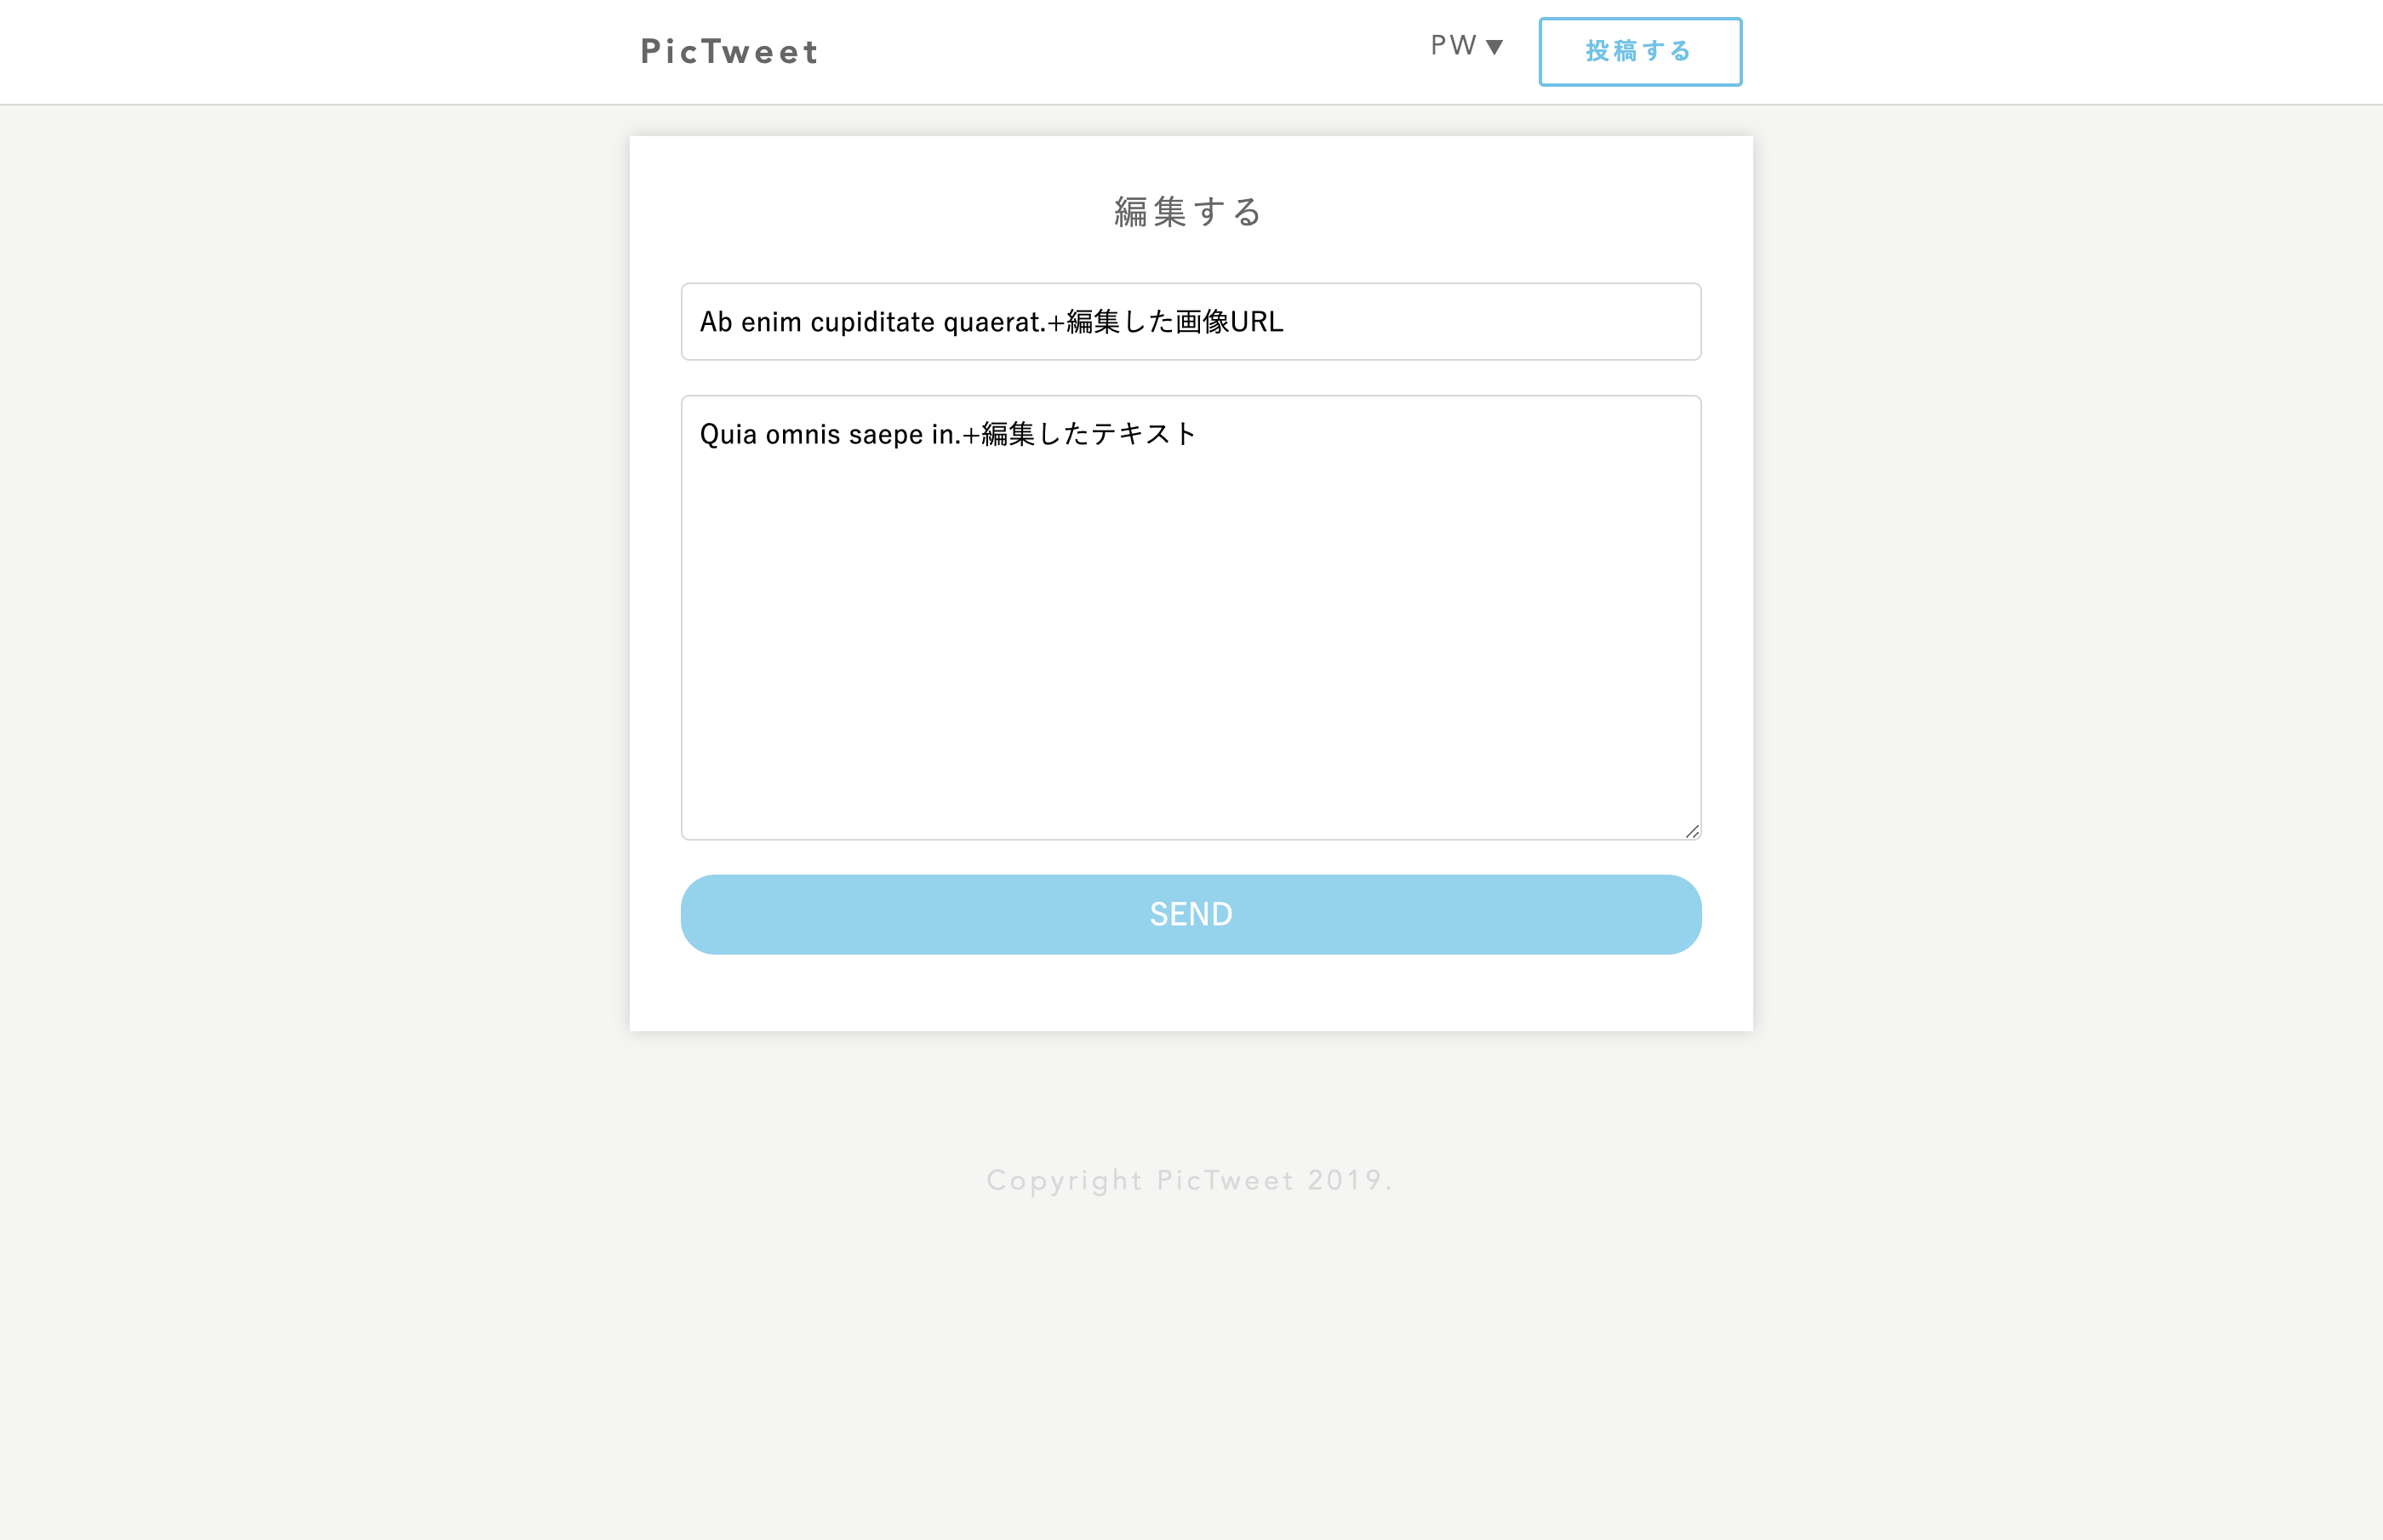 PicTweet
PW ▼
投稿する
編集する
Ab enim cupiditate quaerat.+編集した画像URL
Quia omnis saepe in.+編集したテキスト
SEND
Copyright PicTweet 2019.